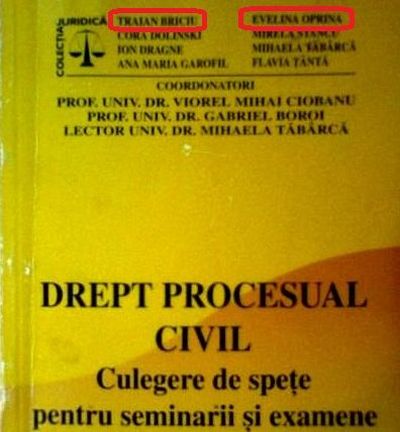 COLECȚIA JURIDICĂ
TRAIAN BRICIU
CORA DOLINSKI
ION DRAGNE
ANA MARIA GAROFIL
EVELINA OPRINA
MIRELA STANCU
MIHAELA TĂBÂRCĂ
FLAVIA ȚÂNȚĂ
COORDONATORI
PROF. UNIV. DR. VIOREL MIHAI CIOBANU
PROF. UNIV. DR. GABRIEL BOROI
LECTOR UNIV. DR. MIHAELA TĂBÂRCĂ
DREPT PROCESUAL
CIVIL
Culegere de spețe
pentru seminarii și examene